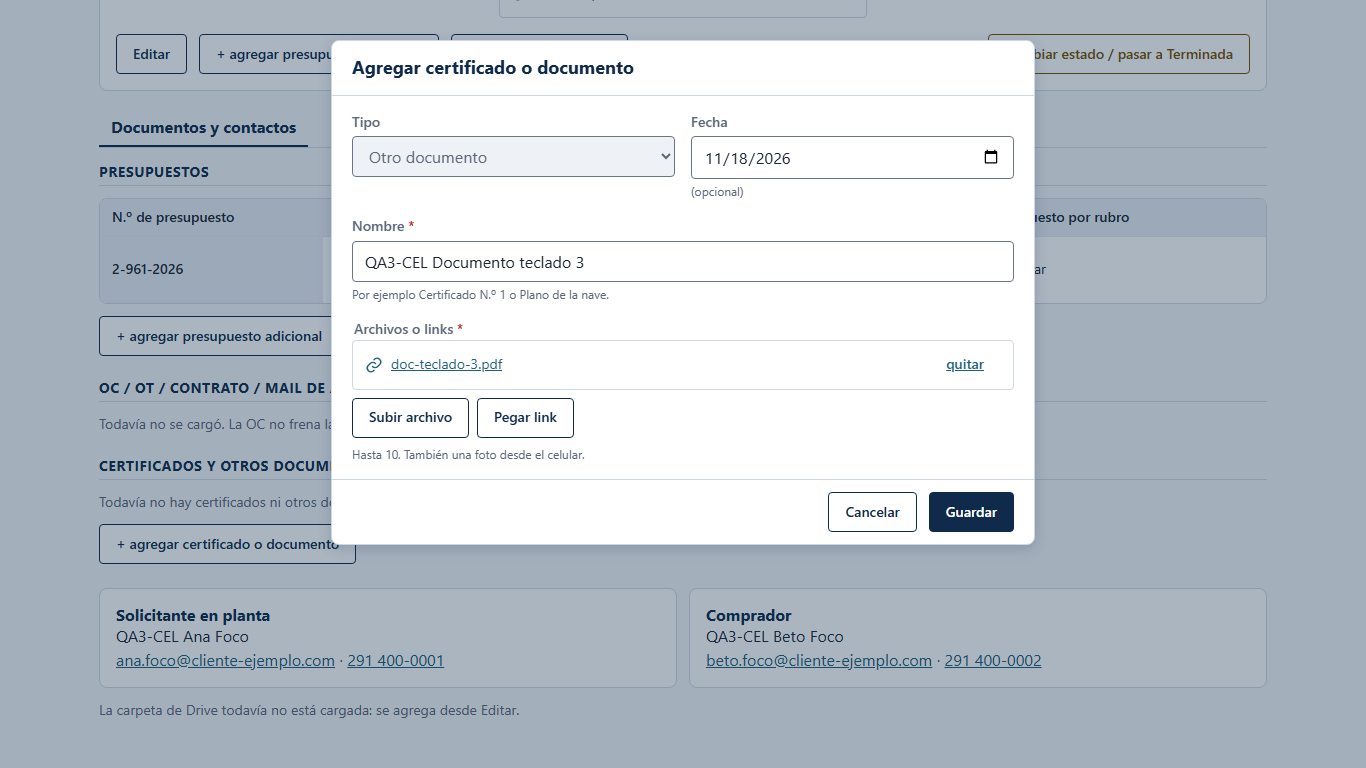 Editar
+ agregar presupu
biar estado / pasar a Terminada
Agregar certificado o documento
Documentos y contactos
Tipo
Fecha
Otro documento
11/18/2026
(opcional)
PRESUPUESTOS
N.º de presupuesto
uesto por rubro
Nombre *
QA3-CEL Documento teclado 3
2-961-2026
ar
Por ejemplo Certificado N.º 1 o Plano de la nave.
Archivos o links *
+ agregar presupuesto adicional
doc-teclado-3.pdf
quitar
OC / OT / CONTRATO / MAIL DE
Subir archivo
Pegar link
Todavía no se cargó. La OC no frena la
Hasta 10. También una foto desde el celular.
CERTIFICADOS Y OTROS DOCUM
Todavía no hay certificados ni otros d
Cancelar
Guardar
+ agregar certificado o documento
Solicitante en planta
QA3-CEL Ana Foco
ana.foco@cliente-ejemplo.com · 291 400-0001
Comprador
QA3-CEL Beto Foco
beto.foco@cliente-ejemplo.com · 291 400-0002
La carpeta de Drive todavía no está cargada: se agrega desde Editar.